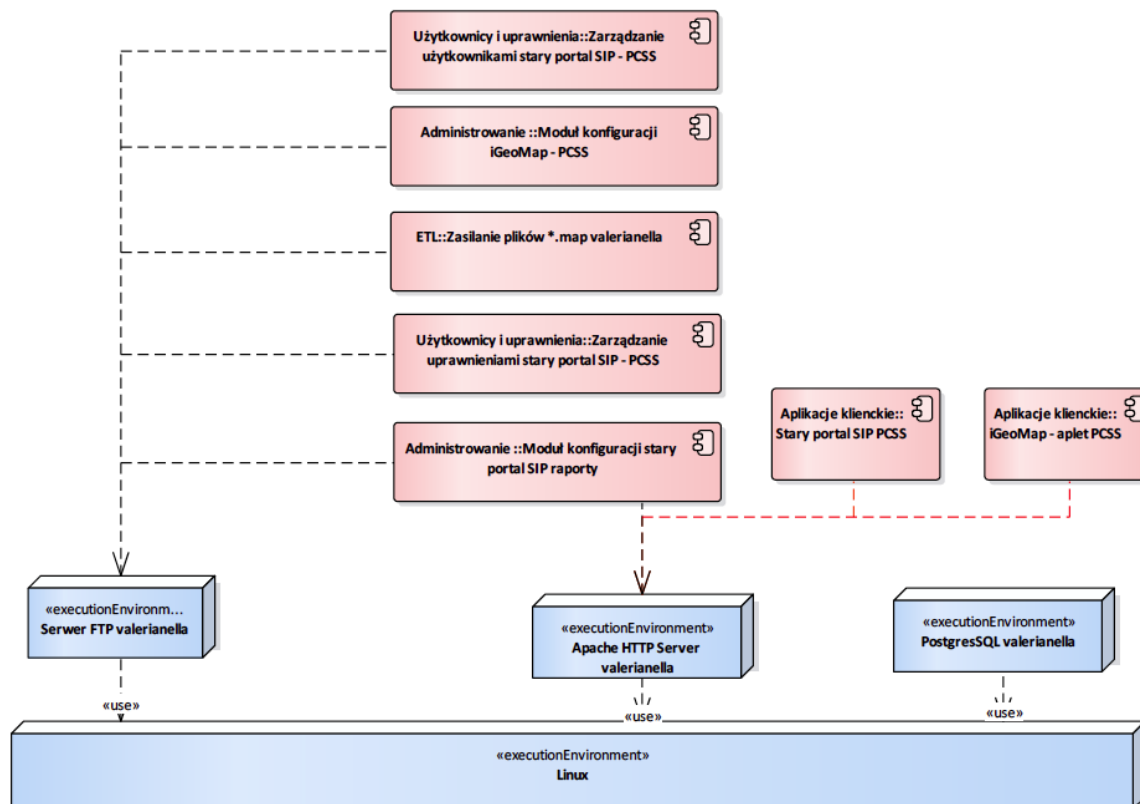 Użytkownicy i uprawnienia::Zarządzanie
użytkownikami stary portal SIP - PCSS
Administrowanie ::Moduł konfiguracji
iGeoMap - PCSS
ETL::Zasilanie plików *.map valerianella
Użytkownicy i uprawnienia::Zarządzanie
uprawnieniami stary portal SIP - PCSS
Aplikacje klienckie::
Stary portal SIP PCSS
Aplikacje klienckie::
iGeoMap - aplet PCSS
Administrowanie ::Moduł konfiguracji stary
portal SIP raporty
«executionEnvironm...
Serwer FTP valerianella
«executionEnvironment»
Apache HTTP Server
valerianella
«executionEnvironment»
PostgresSQL valerianella
«use»
«use»
«use»
«executionEnvironment»
Linux